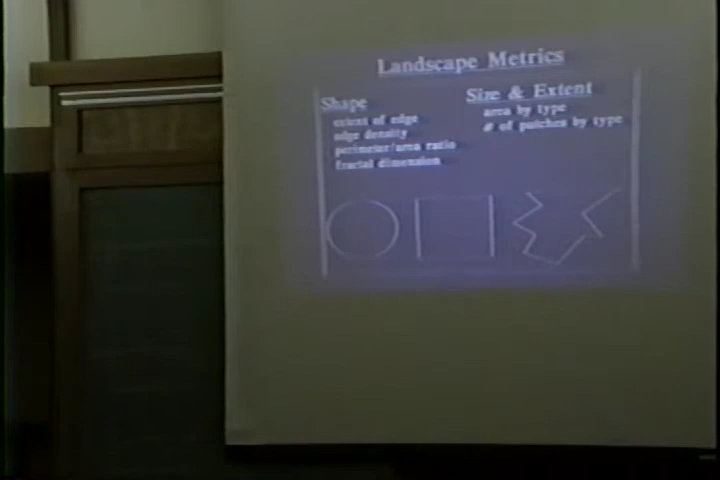 Landscape Metrics
Shape
extent of edge
edge density
perimeter/area ratio
fractal dimension
Size & Extent
area by type
# of patches by type